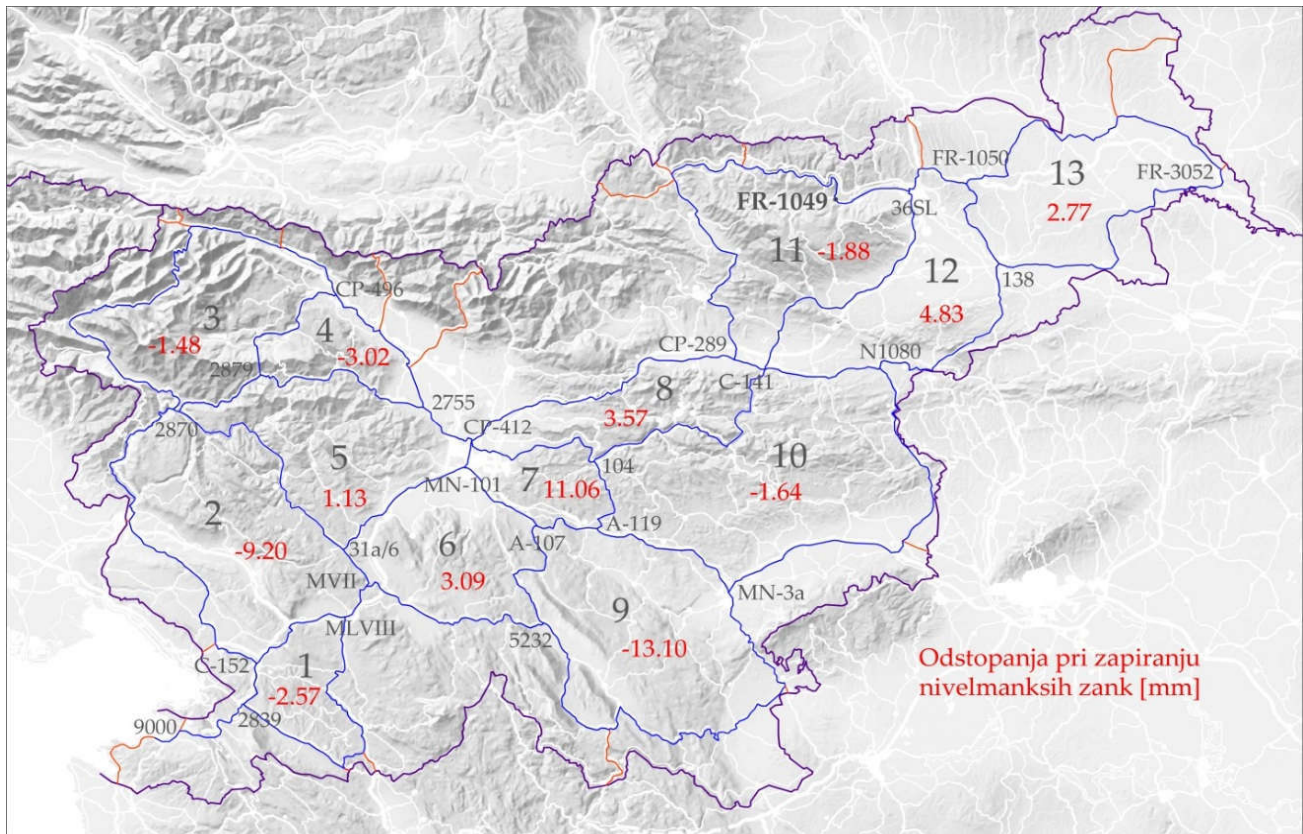 FR-1050
13
FR-3052
2.77
FR-1049
36SL
11
-1.88
12
138
4.83
CP-496
3
-1.48
4
-3.02
2879
CP-289
N1080
C-141
8
3.57
2755
CP-412
2870
5
1.13
104
10
-1.64
MN-101
7
11.06
2
-9.20
A-119
31a/6
6
A-107
3.09
MVII
MN-3a
9
-13.10
MLVIII
5232
C-152
1
-2.57
2839
9000
Odstopanja pri zapiranju
nivelmanksih zank [mm]